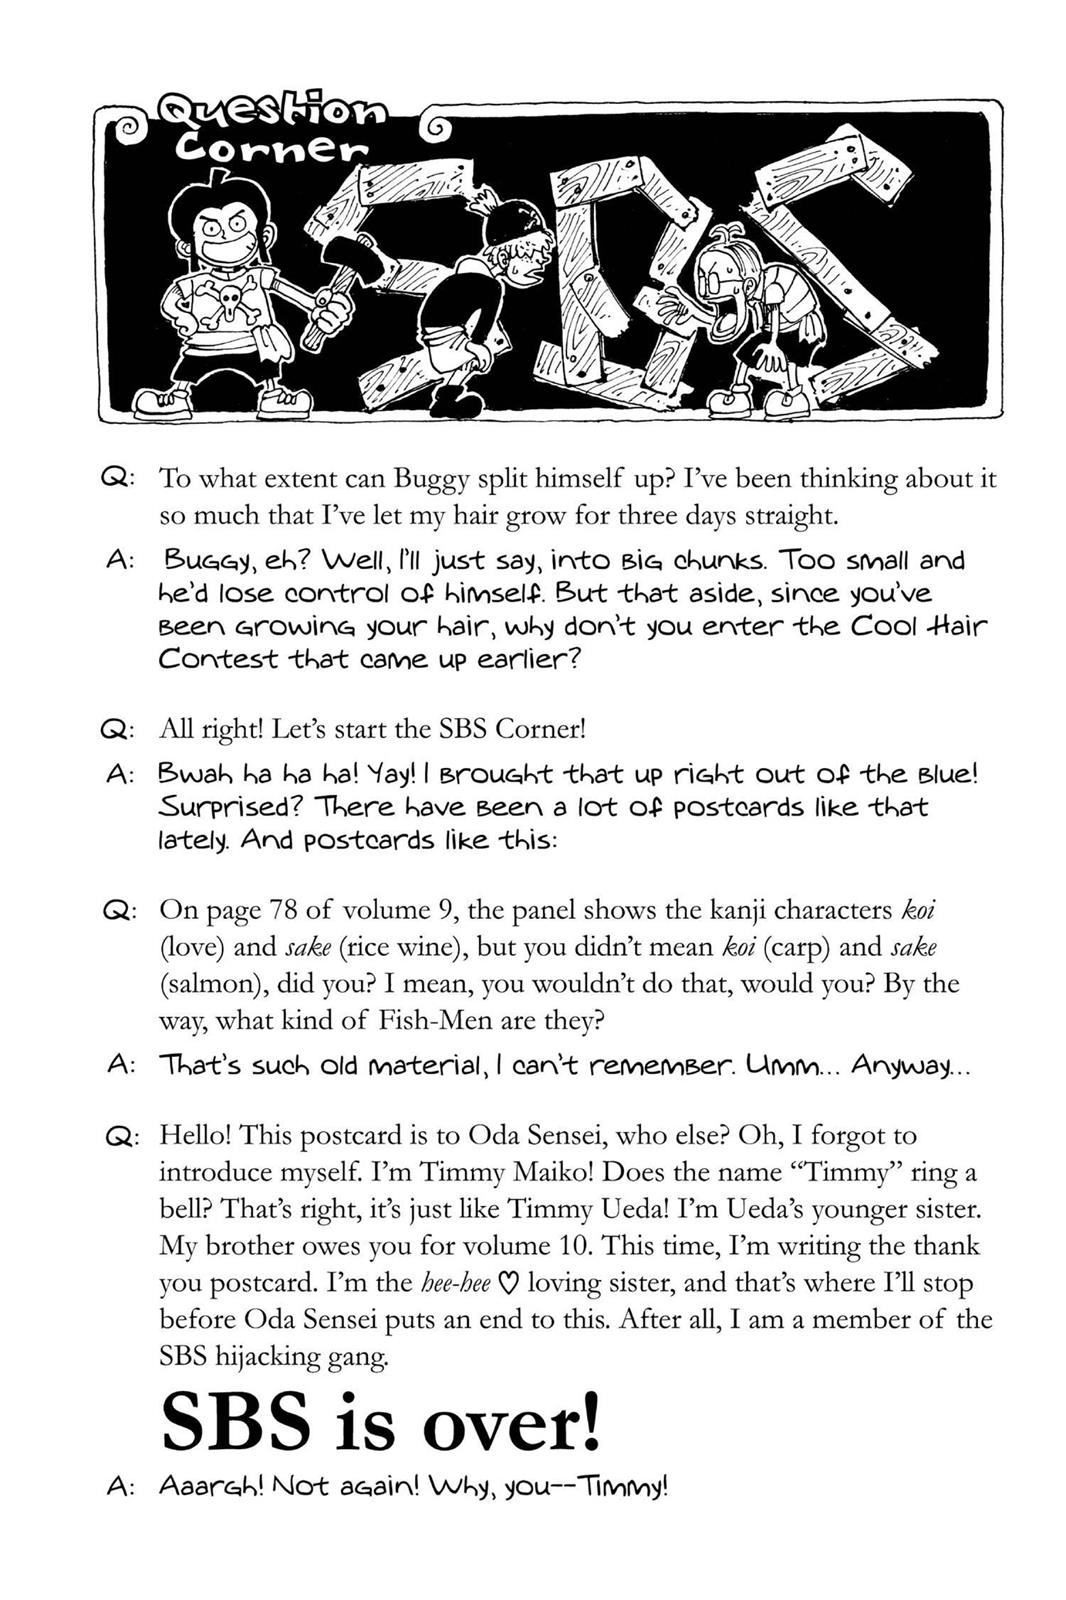 Question
Corner
SBS
Q: To what extent can Buggy split himself up? I've been thinking about it
so much that I've let my hair grow for three days straight.
A: Buggy, eh? Well, I'll just say, into big chunks. Too small and
he'd lose control of himself. But that aside, since you've
been growing your hair, why don't you enter the Cool Hair
Contest that came up earlier?
Q: All right! Let's start the SBS Corner!
A: Bwah ha ha ha! Yay! I brought that up right out of the blue!
Surprised? There have been a lot of postcards like that
lately. And postcards like this:
Q: On page 78 of volume 9, the panel shows the kanji characters koi
(love) and sake (rice wine), but you didn't mean koi (carp) and sake
(salmon), did you? I mean, you wouldn't do that, would you? By the
way, what kind of Fish-Men are they?
A: That's such old material, I can't remember. Umm... Anyway...
Q: Hello! This postcard is to Oda Sensei, who else? Oh, I forgot to
introduce myself. I'm Timmy Maiko! Does the name “Timmy” ring a
bell? That's right, it's just like Timmy Ueda! I'm Ueda's younger sister.
My brother owes you for volume 10. This time, I'm writing the thank
you postcard. I'm the hee-hee ♡ loving sister, and that's where I'll stop
before Oda Sensei puts an end to this. After all, I am a member of the
SBS hijacking gang.
SBS is over!
A: Aaargh! Not again! Why, you--Timmy!